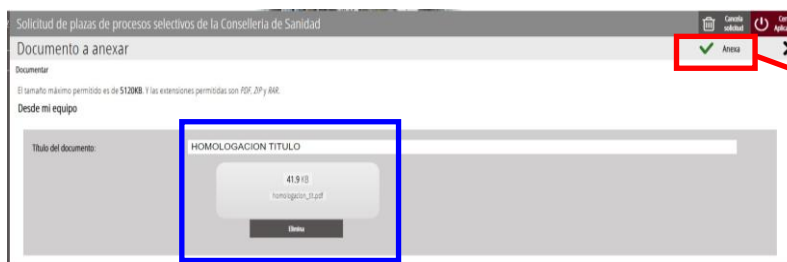 Solicitud de plazas de procesos selectivos de la Consellería de Sanidad
Cancela solicitud
Documento a anexar
Anexa
Documentar
El tamaño máximo permitido es de 5120KB. Y las extensiones permitidas son PDF, ZIP y RAR.
Desde mi equipo
Título del documento:
HOMOLOGACION TITULO
41.9 KB
homologacion_tit.pdf
Elimina